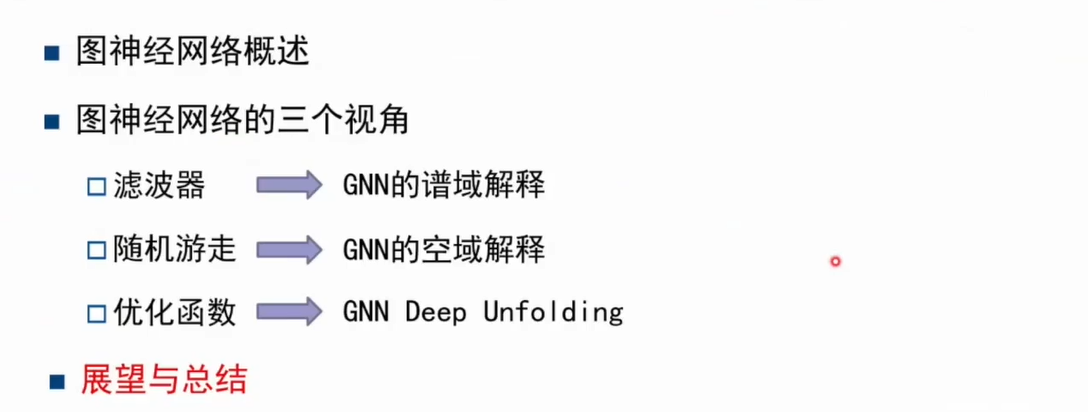 图神经网络概述
图神经网络的三个视角
滤波器 GNN的谱域解释
随机游走 GNN的空域解释
优化函数 GNN Deep Unfolding
展望与总结